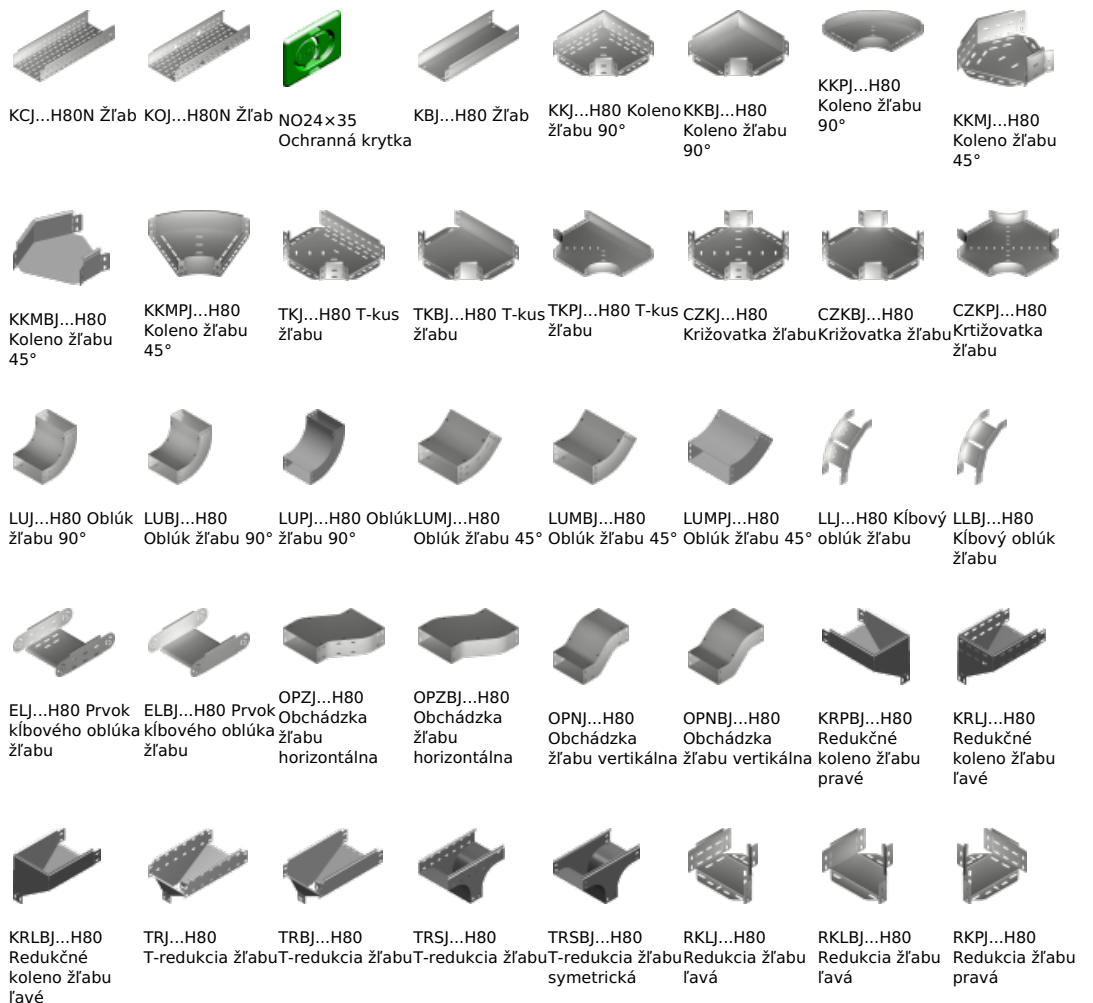 KCJ...H80N Žľab
KOJ...H80N Žľab
NO24×35
Ochranná krytka
KBJ...H80 Žľab
KKJ...H80 Koleno
žľabu 90°
KKBJ...H80
Koleno žľabu
90°
KKPJ...H80
Koleno žľabu
90°
KKMJ...H80
Koleno žľabu
45°
KKMBJ...H80
Koleno žľabu
45°
KKMPJ...H80
Koleno žľabu
45°
TKJ...H80 T-kus
žľabu
TKBJ...H80 T-kus
žľabu
TKPJ...H80 T-kus
žľabu
CZKJ...H80
Križovatka žľabu
CZKBJ...H80
Križovatka žľabu
CZKPJ...H80
Krtižovatka
žľabu
LUJ...H80 Oblúk
žľabu 90°
LUBJ...H80
Oblúk žľabu 90°
LUPJ...H80 Oblúk
žľabu 90°
LUMJ...H80
Oblúk žľabu 45°
LUMBJ...H80
Oblúk žľabu 45°
LUMPJ...H80
Oblúk žľabu 45°
LLJ...H80 Kĺbový
oblúk žľabu
LLBJ...H80
Kĺbový oblúk
žľabu
ELJ...H80 Prvok
kĺbového oblúka
žľabu
ELBJ...H80 Prvok
kĺbového oblúka
žľabu
OPZJ...H80
Obchádzka
žľabu
horizontálna
OPZBJ...H80
Obchádzka
žľabu
horizontálna
OPNJ...H80
Obchádzka
žľabu vertikálna
OPNBJ...H80
Obchádzka
žľabu vertikálna
KRPBJ...H80
Redukčné
koleno žľabu
pravé
KRLJ...H80
Redukčné
koleno žľabu
ľavé
KRLBJ...H80
Redukčné
koleno žľabu
ľavé
TRJ...H80
T-redukcia žľabu
TRBJ...H80
T-redukcia žľabu
TRSJ...H80
T-redukcia žľabu
TRSBJ...H80
T-redukcia žľabu
symetrická
RKLJ...H80
Redukcia žľabu
ľavá
RKLBJ...H80
Redukcia žľabu
ľavá
RKPJ...H80
Redukcia žľabu
pravá